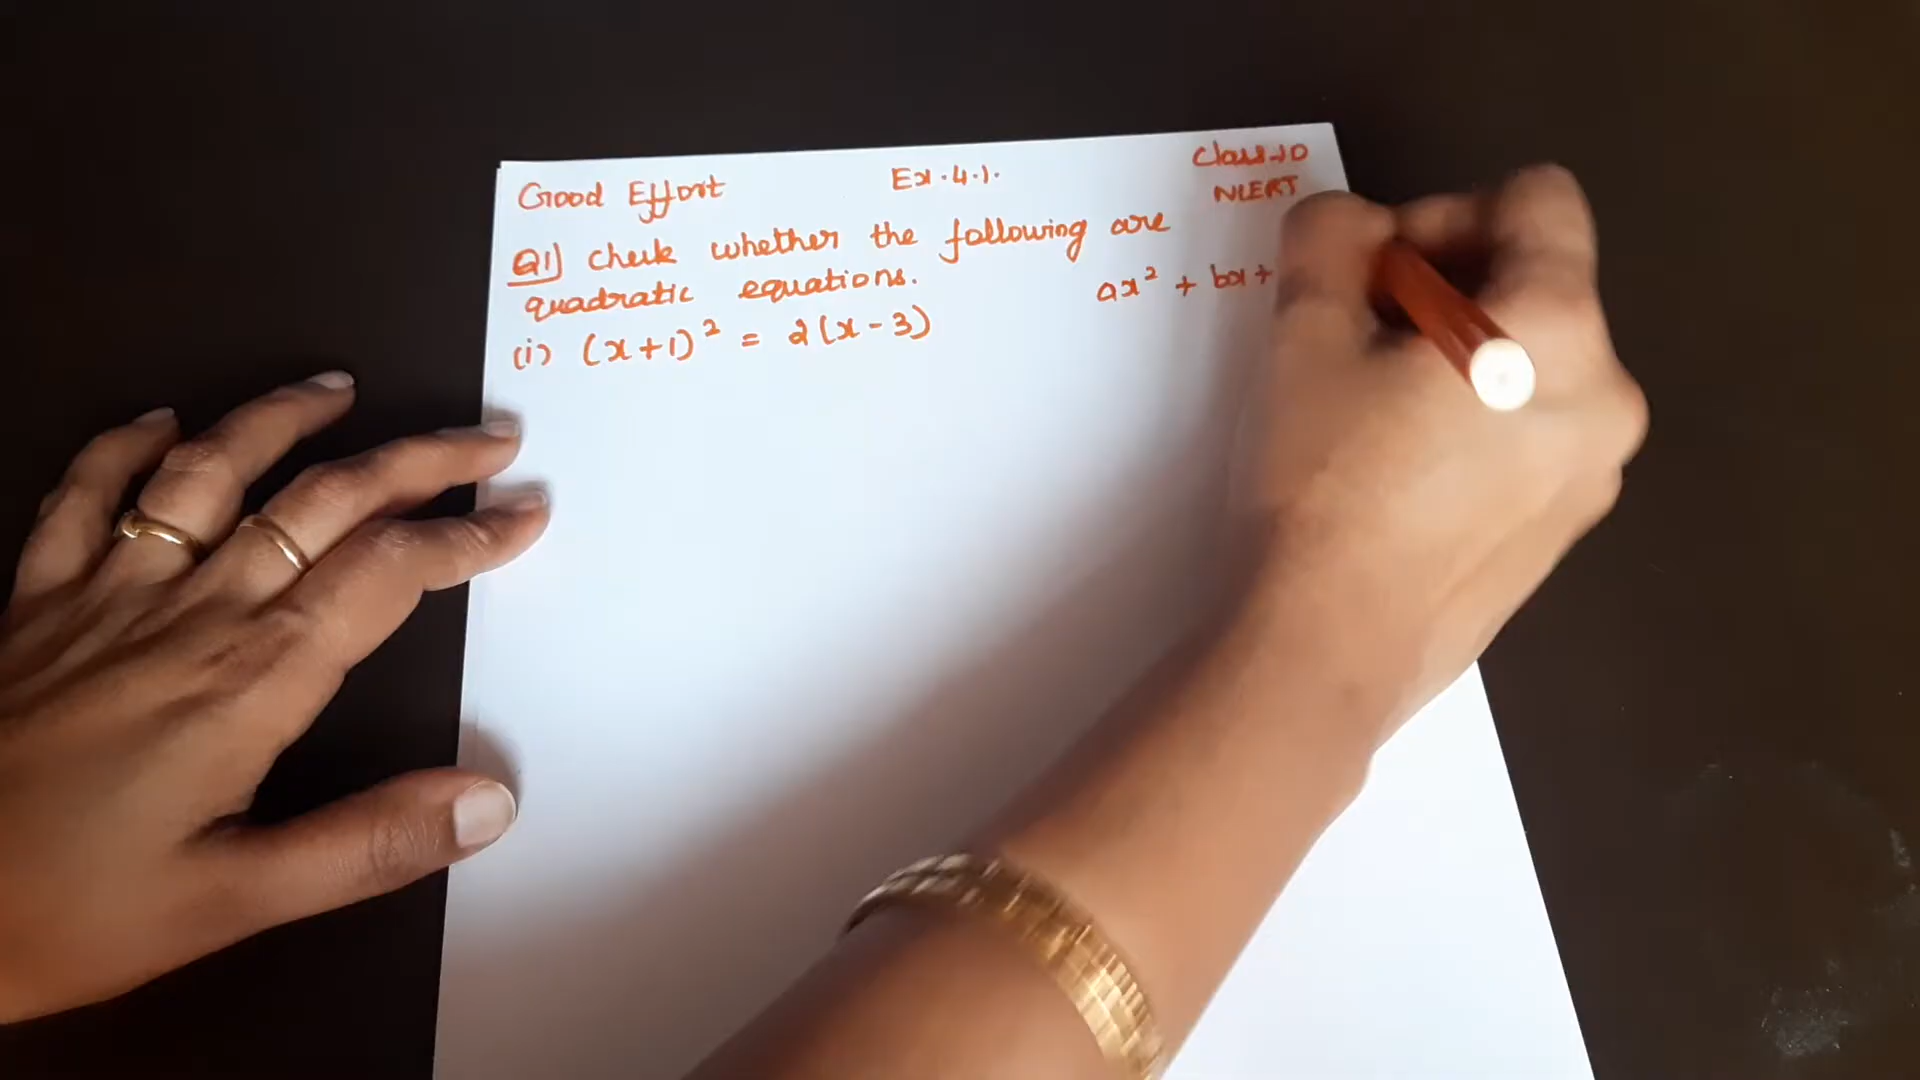 Good Effort
Ex.4.1.
Class-10
NCERT
Q1) Check whether the following are
quadratic equations.
ax² + bx +
(i) (x+1)² = 2(x-3)